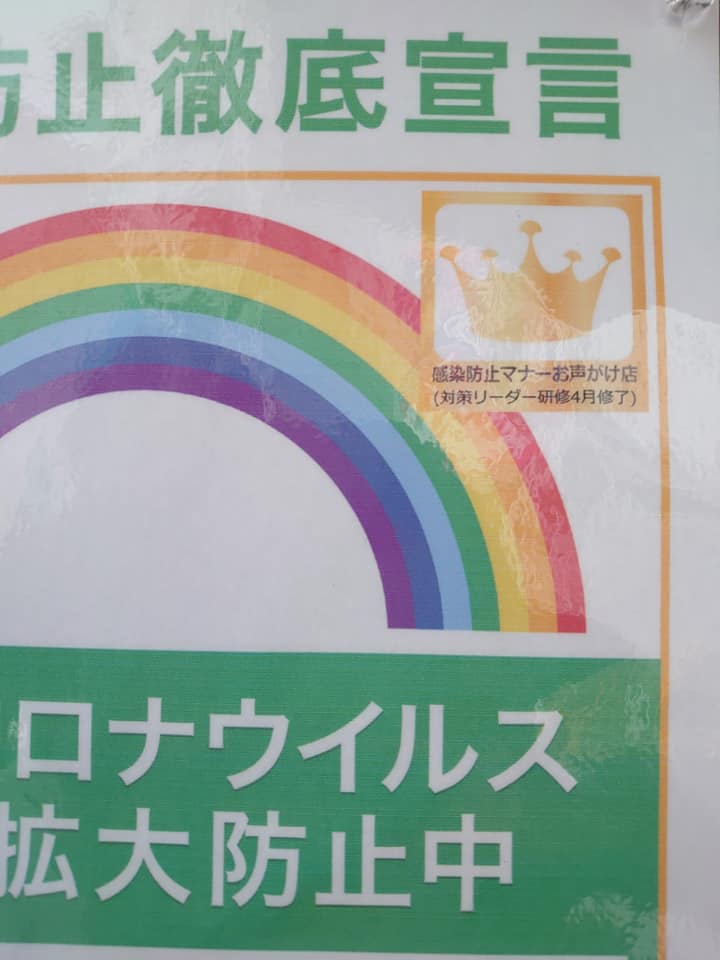 防止徹底宣言
感染防止マナーお声がけ店
(対策リーダー研修4月修了)
コロナウイルス
拡大防止中